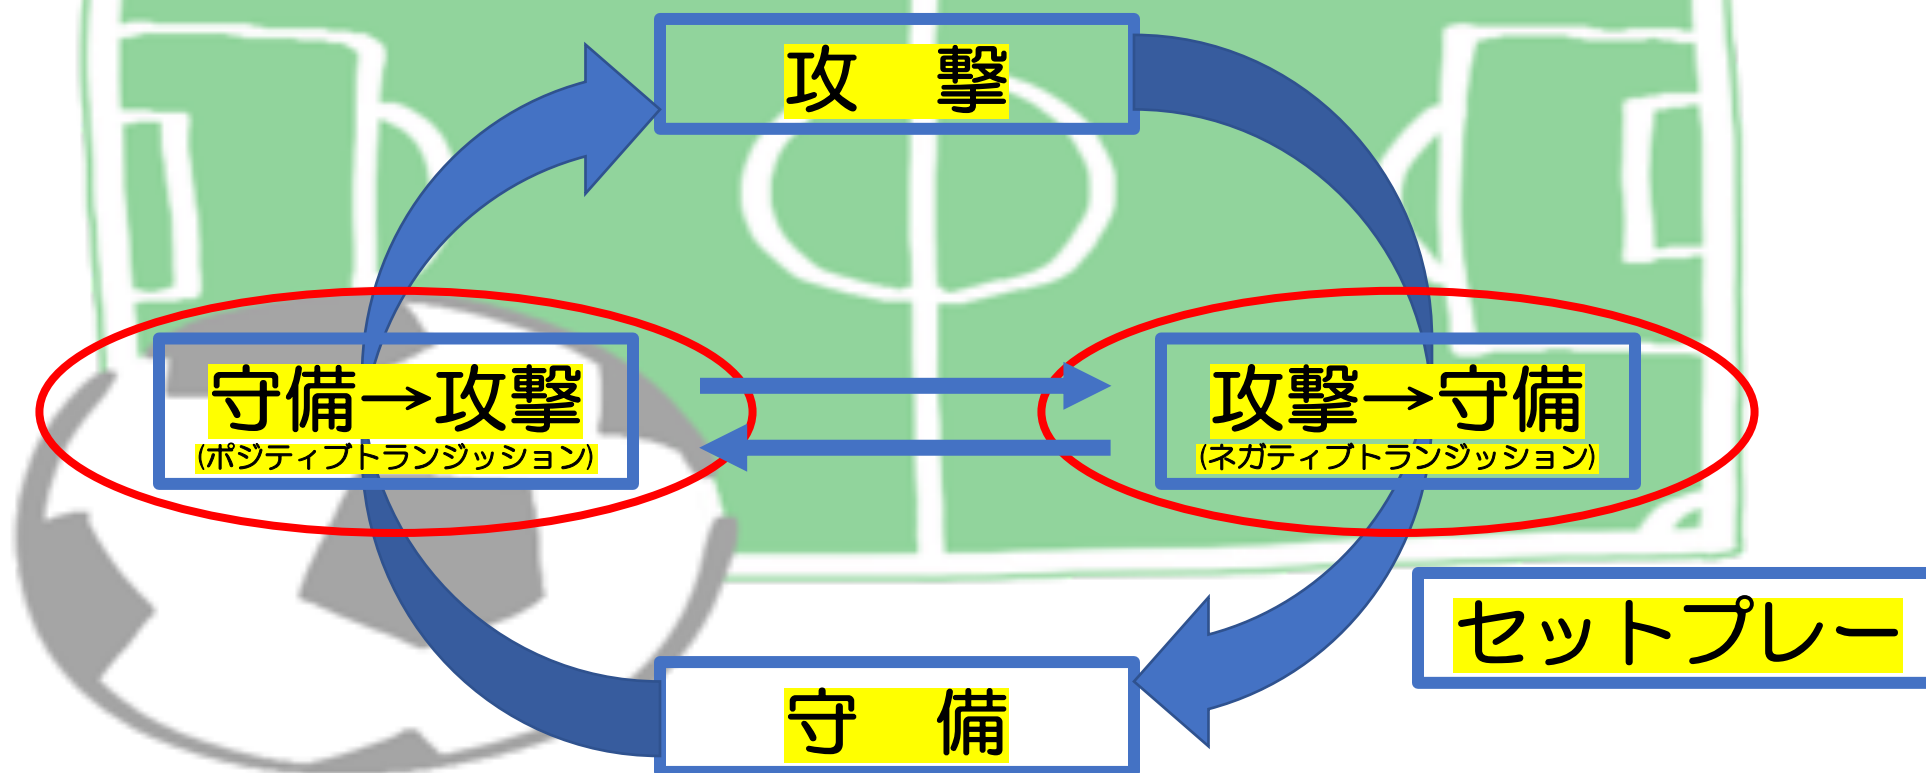 攻　撃
守備→攻撃
(ポジティブトランジッション)
攻撃→守備
(ネガティブトランジッション)
セットプレー
守　備